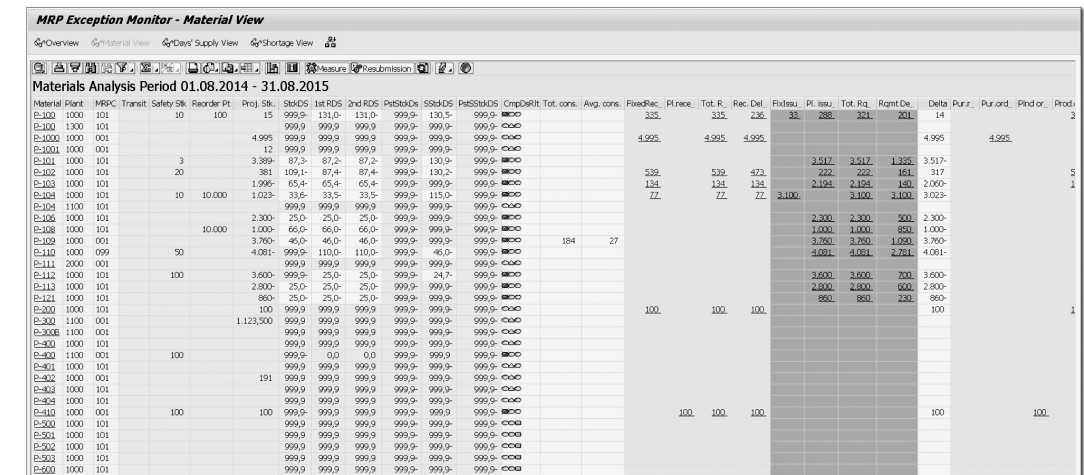 MRP Exception Monitor - Material View
Overview Material View Days' Supply View Shortage View
Measure Resubmission
Materials Analysis Period 01.08.2014 - 31.08.2015
Material Plant MRPC Transit Safety Stk Reorder Pt Proj. Stk. StckDS 1st RDS 2nd RDS PstStckDS SStckDS PstSStckDS CmpDsRlt Tot. cons. Avg. cons. FixedRec_ Pl.rece_ Tot. R_ Rec. Del_ FixIssu_ Pl. Issu_ Tot. Rq_ Rqmt De_ Delta Pur.r_ Pur.ord_ Plnd or_ Prod.
P-100 1000 101 10 100 15 999,9- 131,0- 131,0- 999,9- 130,5- 999,9- 335 335 236 33 288 321 201 14 3
P-100 1300 101 999,9 999,9 999,9 999,9- 999,9- 999,9-
P-1000 1000 001 4.995 999,9 999,9 999,9 999,9- 999,9 999,9- 4.995 4.995 4.995 4.995 4.995
P-1001 1000 001 12 999,9 999,9 999,9 999,9- 999,9 999,9-
P-101 1000 101 3 3.389- 87,3- 87,2- 87,2- 999,9- 130,9- 999,9- 3.517 3.517 1.335 3.517-
P-102 1000 101 20 381 109,1- 87,4- 87,4- 999,9- 130,2- 999,9- 539 539 473 222 222 161 317 5
P-103 1000 101 1.996- 65,4- 65,4- 65,4- 999,9- 999,9- 999,9- 134 134 134 2.194 2.194 140 2.060- 1
P-104 1000 101 10 10.000 1.023- 33,6- 33,5- 33,5- 999,9- 115,0- 999,9- 77 77 77 3.100 3.100 3.100 3.023-
P-104 1100 101 999,9 999,9 999,9 999,9- 999,9- 999,9-
P-106 1000 101 2.300- 25,0- 25,0- 25,0- 999,9- 999,9- 999,9- 2.300 2.300 500 2.300-
P-108 1000 101 10.000 1.000- 66,0- 66,0- 66,0- 999,9- 999,9- 999,9- 1.000 1.000 850 1.000-
P-109 1000 001 3.760- 46,0- 46,0- 46,0- 999,9- 999,9- 999,9- 184 27 3.760 3.760 1.090 3.760-
P-110 1000 099 50 4.081- 999,9- 110,0- 110,0- 999,9- 46,0- 999,9- 4.081 4.081 2.781 4.081-
P-111 2000 001 999,9 999,9 999,9 999,9- 999,9- 999,9-
P-112 1000 101 100 3.600- 999,9- 25,0- 25,0- 999,9- 24,7- 999,9- 3.600 3.600 700 3.600-
P-113 1000 101 2.800- 25,0- 25,0- 25,0- 999,9- 999,9- 999,9- 2.800 2.800 600 2.800-
P-121 1000 101 860- 25,0- 25,0- 25,0- 999,9- 999,9- 999,9- 860 860 230 860-
P-200 1000 101 100 999,9 999,9 999,9 999,9- 999,9 999,9- 100 100 100 100 1
P-300 1100 001 1.123,500 999,9 999,9 999,9 999,9- 999,9 999,9-
P-300B 1100 001 999,9 999,9 999,9 999,9- 999,9 999,9-
P-400 1000 101 999,9 999,9 999,9 999,9- 999,9 999,9-
P-400 1100 001 100 999,9- 0,0 0,0 999,9- 999,9 999,9-
P-401 1000 101 999,9 999,9 999,9 999,9- 999,9 999,9-
P-402 1000 001 191 999,9 999,9 999,9 999,9- 999,9 999,9-
P-403 1000 101 999,9 999,9 999,9 999,9- 999,9 999,9-
P-404 1000 101 999,9 999,9 999,9 999,9- 999,9 999,9-
P-410 1000 001 100 100 999,9- 999,9 999,9 999,9- 999,9 999,9- 100 100 100 100 100
P-500 1000 101 999,9 999,9 999,9 999,9- 999,9 999,9-
P-501 1000 101 999,9 999,9 999,9 999,9- 999,9 999,9-
P-502 1000 101 999,9 999,9 999,9 999,9- 999,9 999,9-
P-503 1000 101 999,9 999,9 999,9 999,9- 999,9 999,9-
P-600 1000 101 999,9 999,9 999,9 999,9- 999,9 999,9-